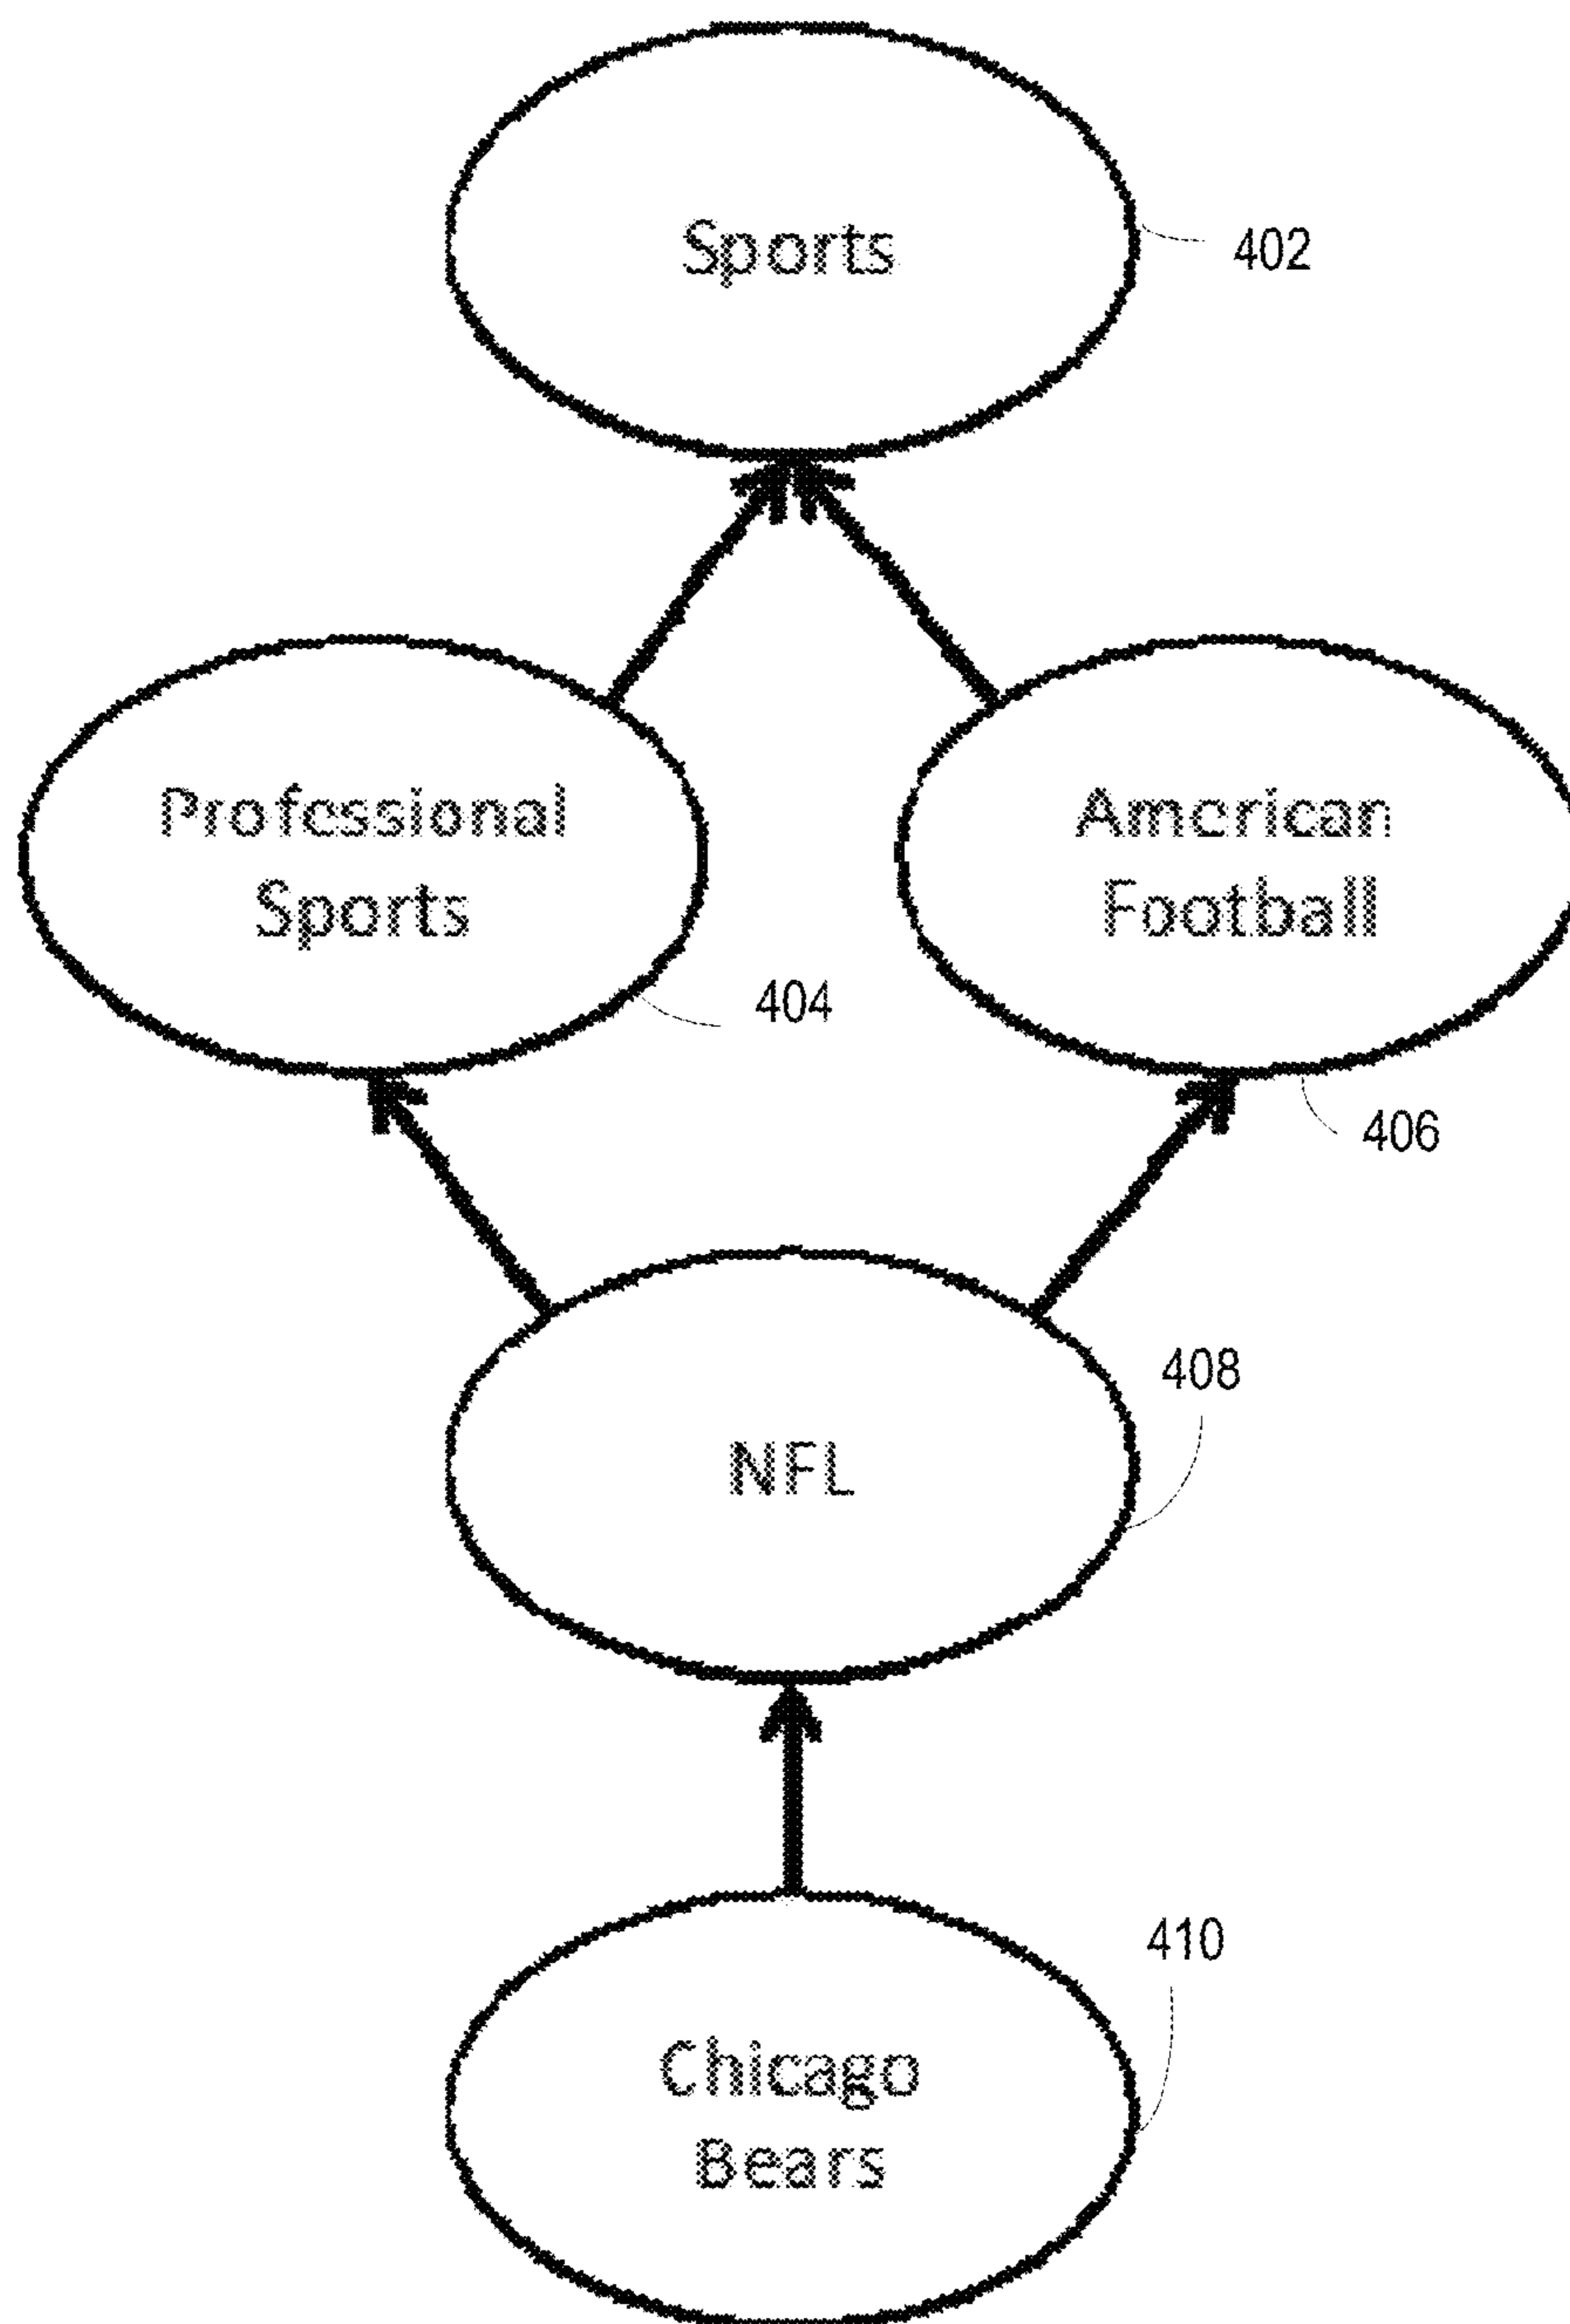 Sports
402
Professional
Sports
404
American
Football
406
NFL
408
Chicago
Bears
410